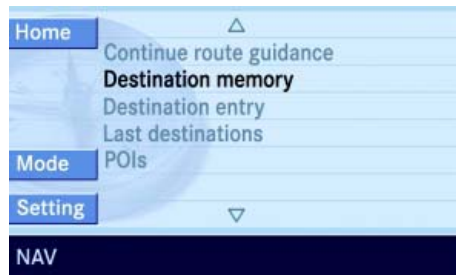 Home
Continue route guidance
Destination memory
Destination entry
Last destinations
Mode
POIs
Setting
NAV